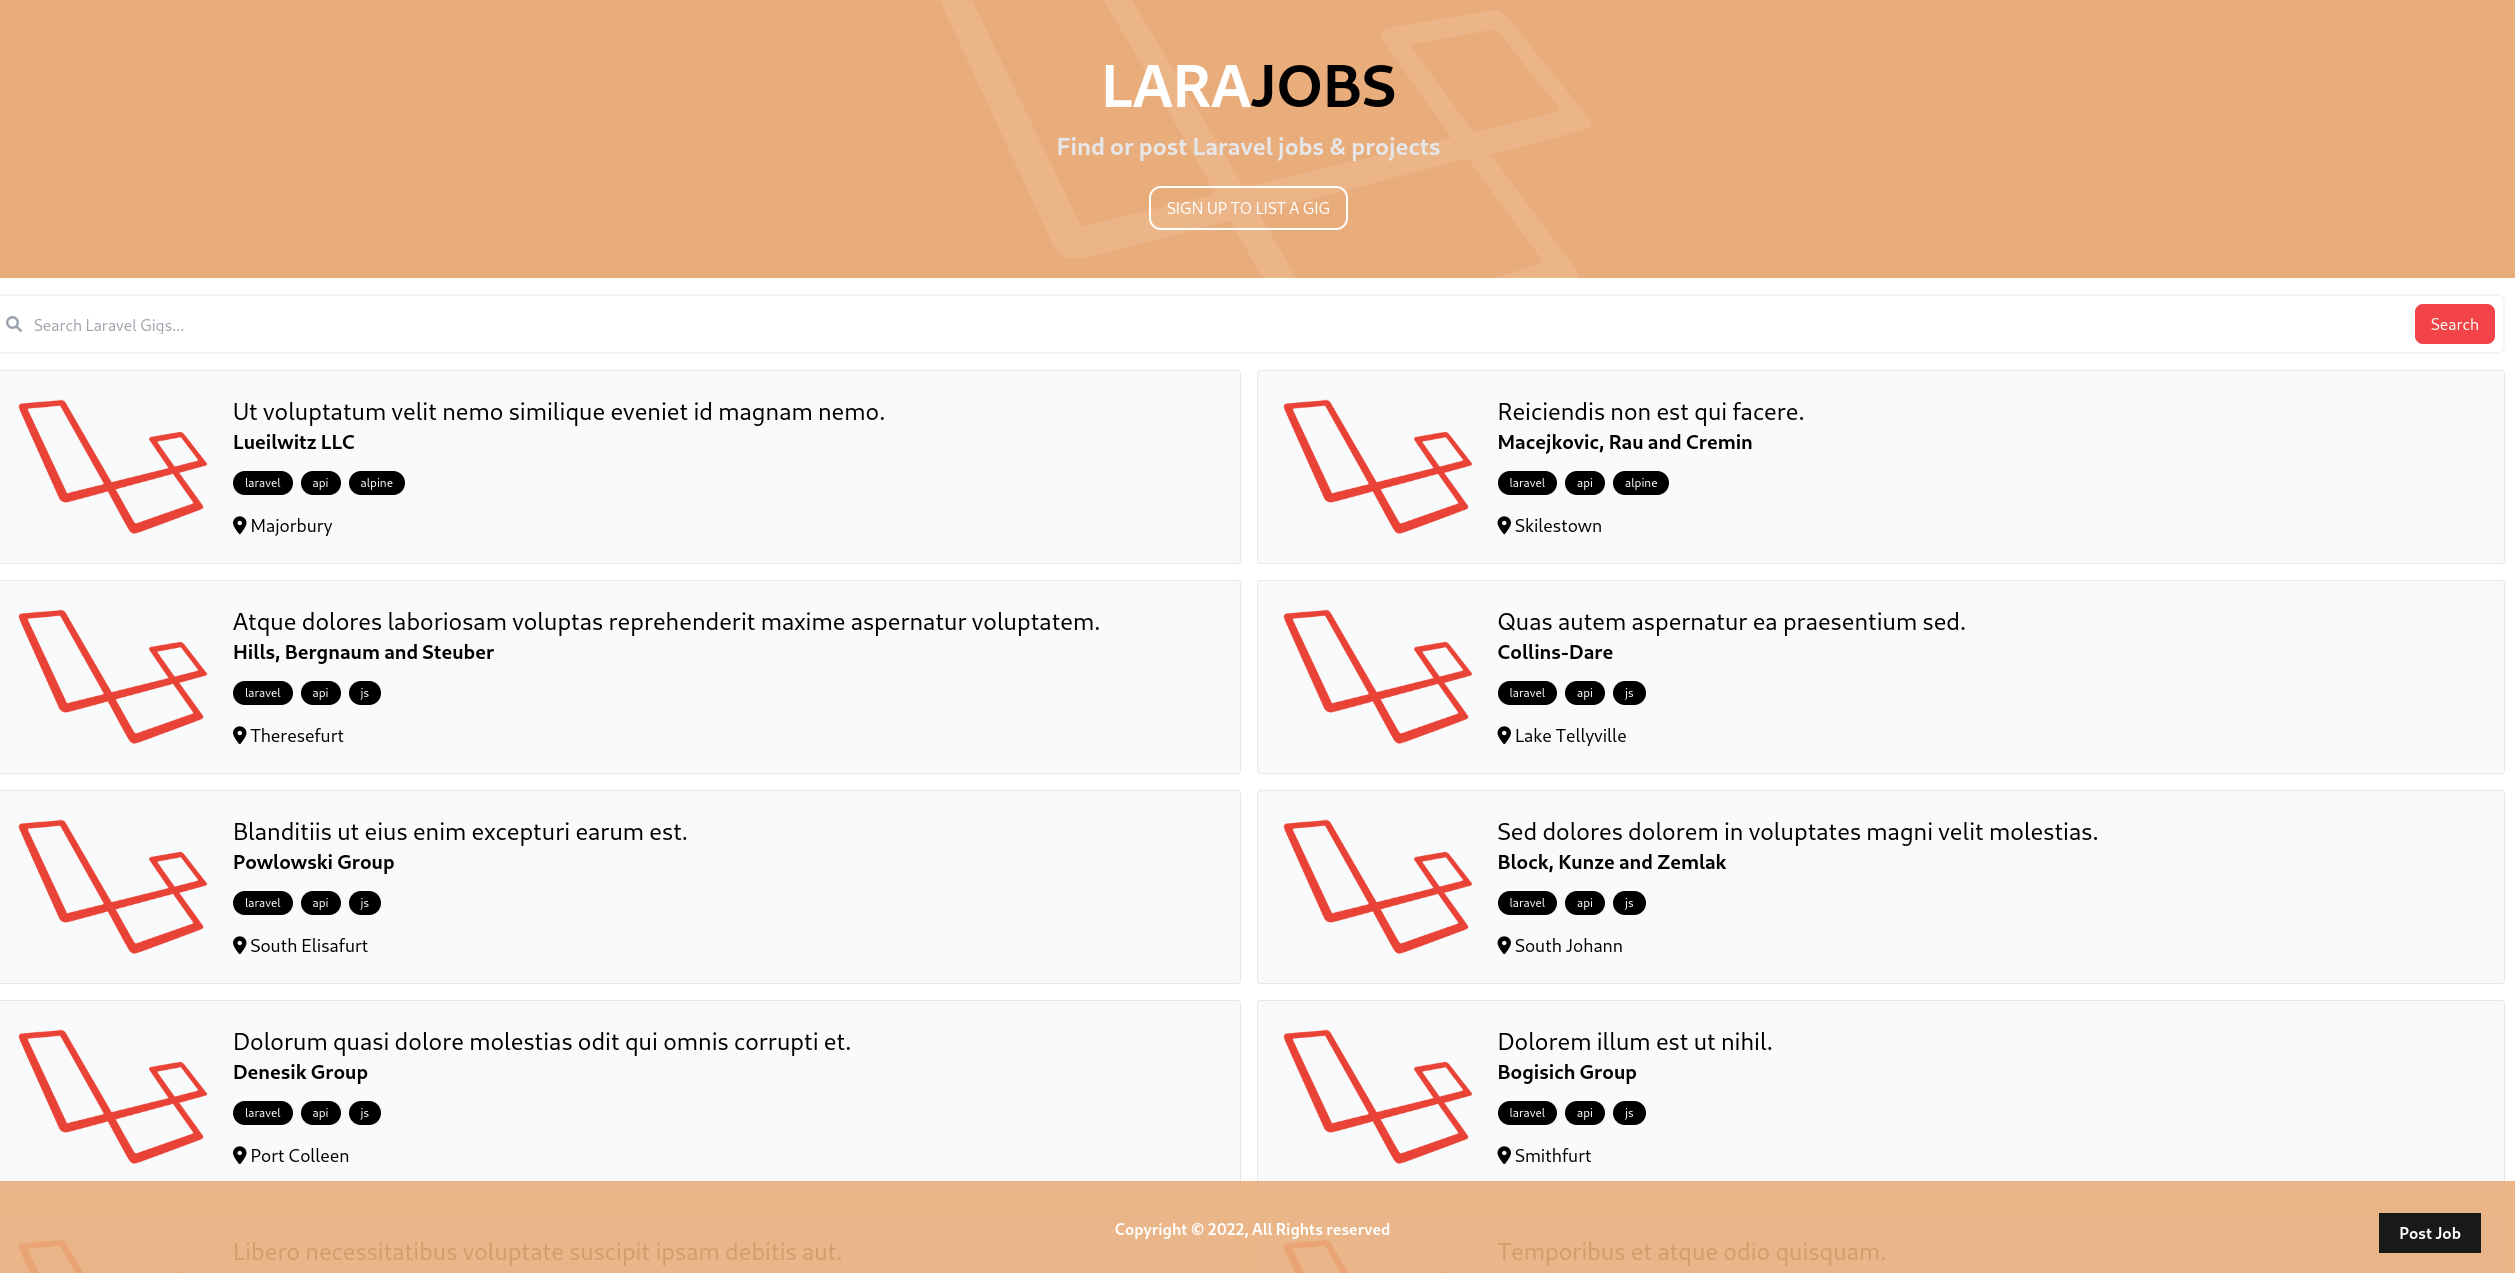 LARAJOBS
Find or post Laravel jobs & projects
SIGN UP TO LIST A GIG
Search Laravel Gigs...
Search
Ut voluptatum velit nemo similique eveniet id magnam nemo.
Lueilwitz LLC
laravel api alpine
Majorbury
Reiciendis non est qui facere.
Macejkovic, Rau and Cremin
laravel api alpine
Skilestown
Atque dolores laboriosam voluptas reprehenderit maxime aspernatur voluptatem.
Hills, Bergnaum and Steuber
laravel api js
Theresefurt
Quas autem aspernatur ea praesentium sed.
Collins-Dare
laravel api js
Lake Tellyville
Blanditiis ut eius enim excepturi earum est.
Powlowski Group
laravel api js
South Elisafurt
Sed dolores dolorem in voluptates magni velit molestias.
Block, Kunze and Zemlak
laravel api js
South Johann
Dolorum quasi dolore molestias odit qui omnis corrupti et.
Denesik Group
laravel api js
Port Colleen
Dolorem illum est ut nihil.
Bogisich Group
laravel api js
Smithfurt
Copyright © 2022, All Rights reserved
Post Job
Libero necessitatibus voluptate suscipit ipsam debitis aut.
Temporibus et atque odio quisquam.